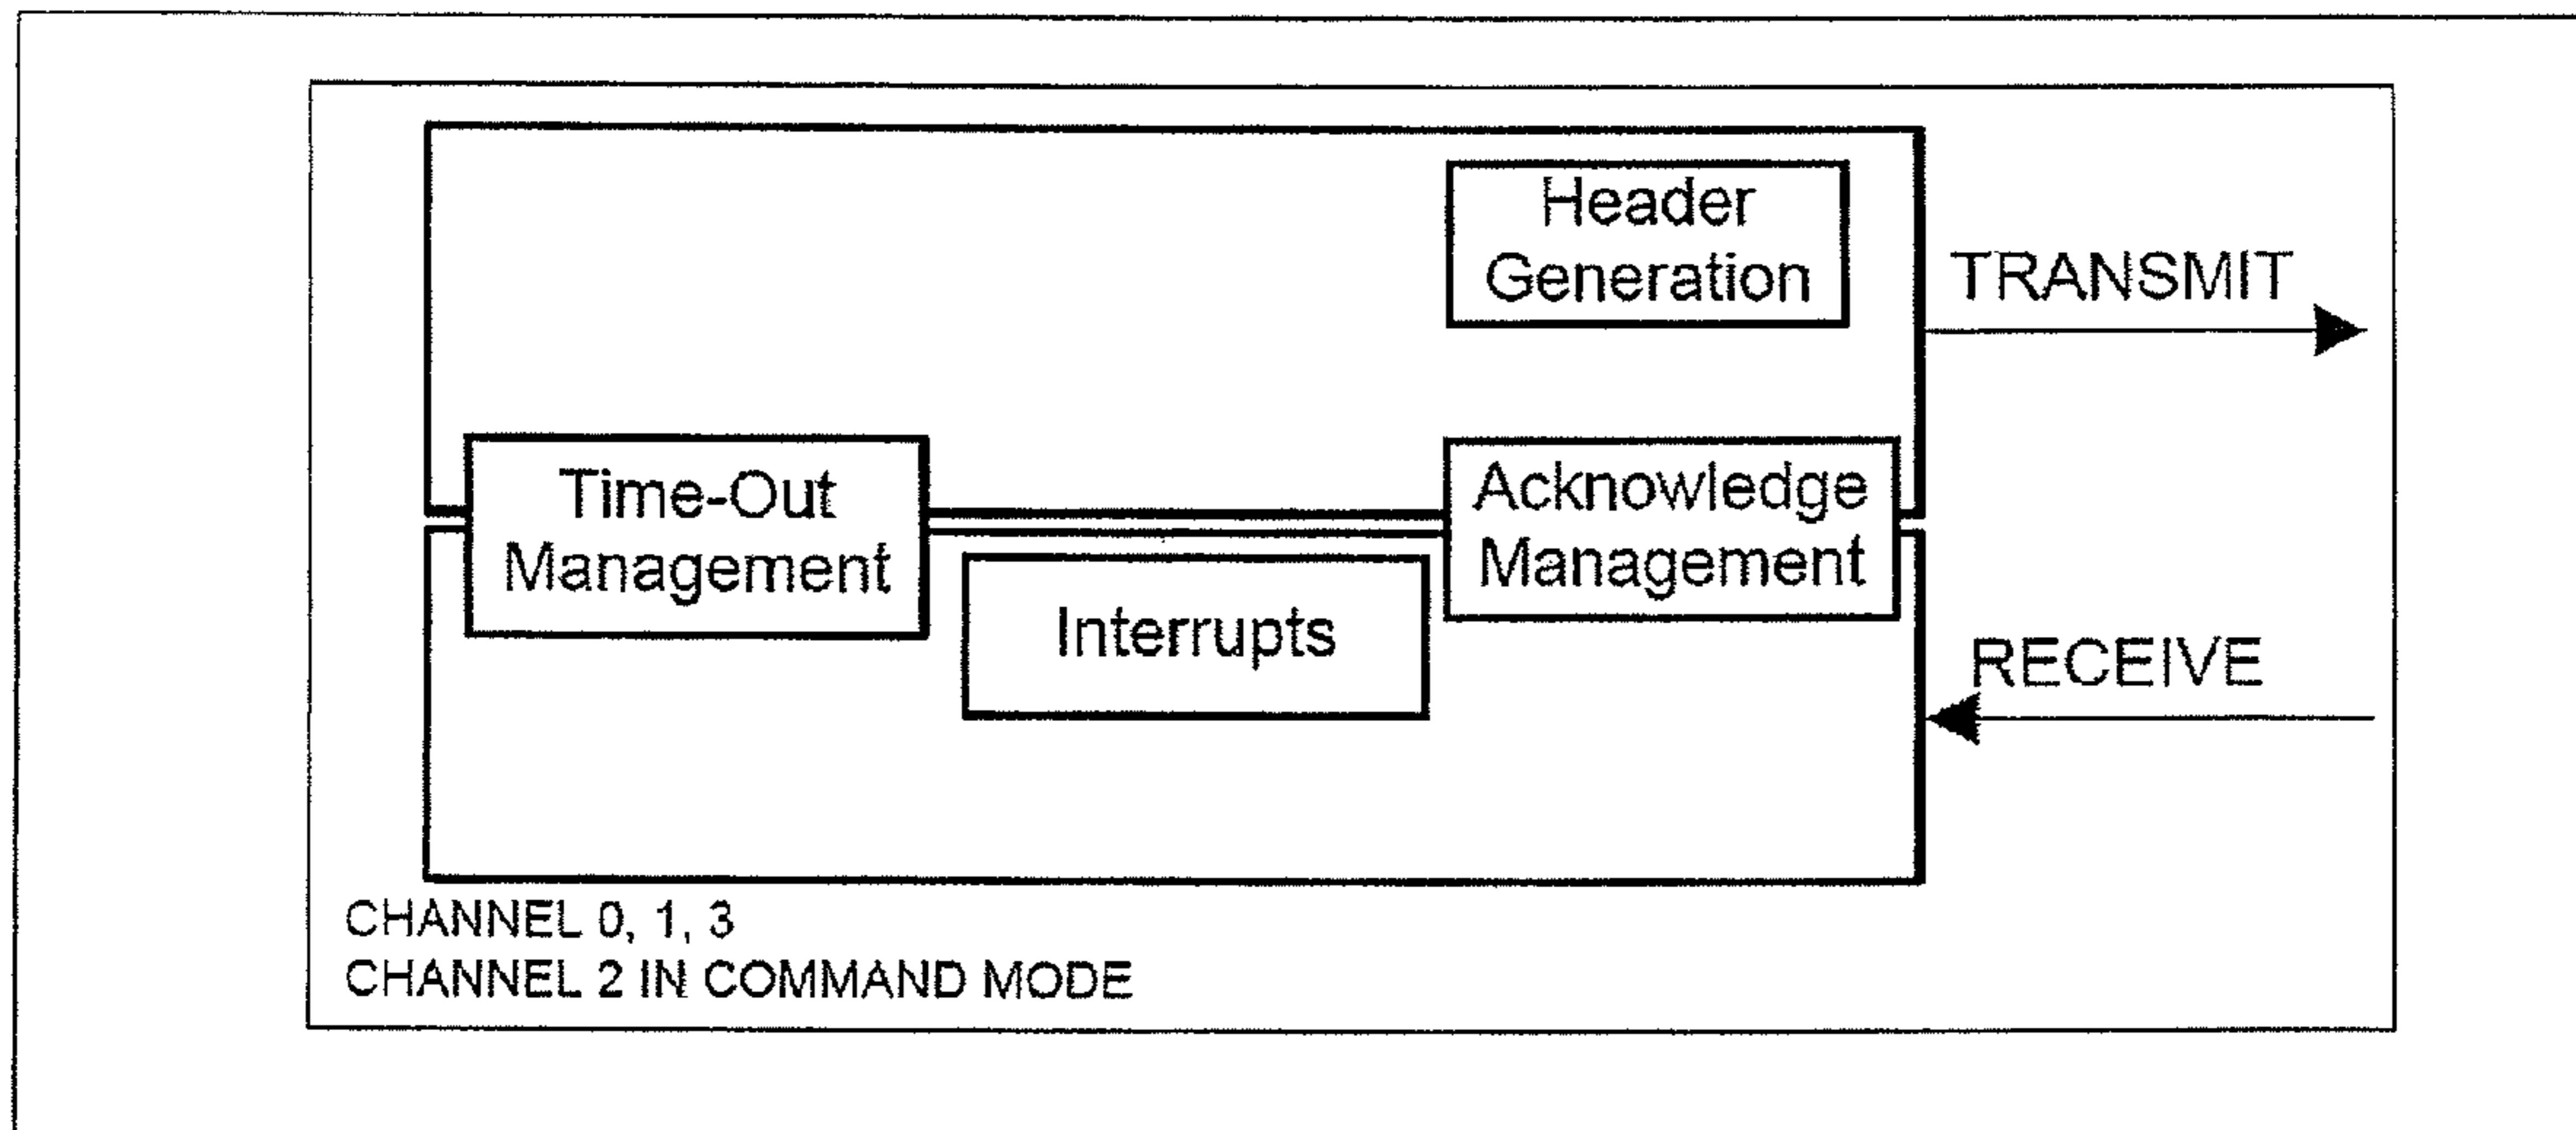 Header
Generation
TRANSMIT
Time-Out
Management
Acknowledge
Management
Interrupts
RECEIVE
CHANNEL 0, 1, 3
CHANNEL 2 IN COMMAND MODE